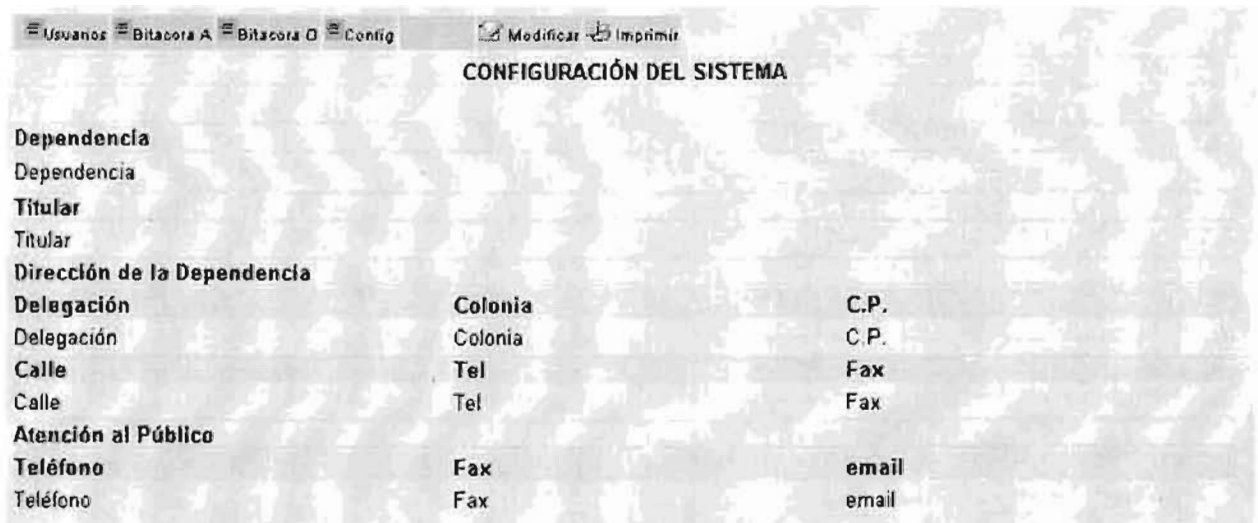 Usuarios Bitacora A Bitacora O Config Modificar Imprimir
CONFIGURACIÓN DEL SISTEMA
Dependencia
Dependencia
Titular
Titular
Dirección de la Dependencia
Delegación Colonia C.P.
Delegación Colonia C.P.
Calle Tel Fax
Calle Tel Fax
Atención al Público
Teléfono Fax email
Teléfono Fax email